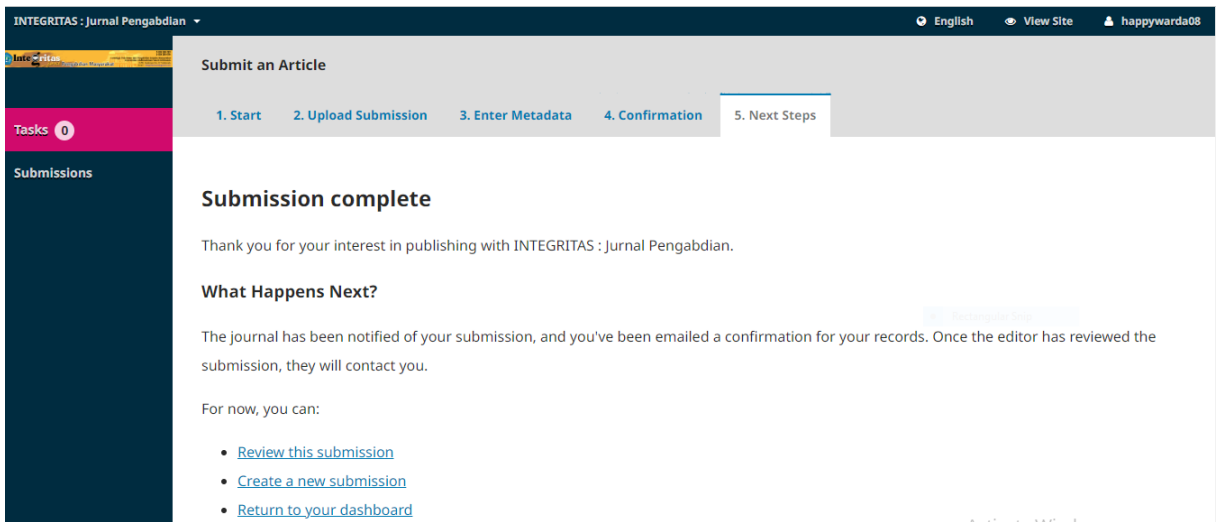 INTEGRITAS : Jurnal Pengabdian
English
View Site
happywarda08
Integritas
Submit an Article
1. Start
2. Upload Submission
3. Enter Metadata
4. Confirmation
5. Next Steps
Tasks 0
Submissions
Submission complete
Thank you for your interest in publishing with INTEGRITAS : Jurnal Pengabdian.
What Happens Next?
Rectangular Snip
The journal has been notified of your submission, and you've been emailed a confirmation for your records. Once the editor has reviewed the
submission, they will contact you.
For now, you can:
• Review this submission
• Create a new submission
• Return to your dashboard